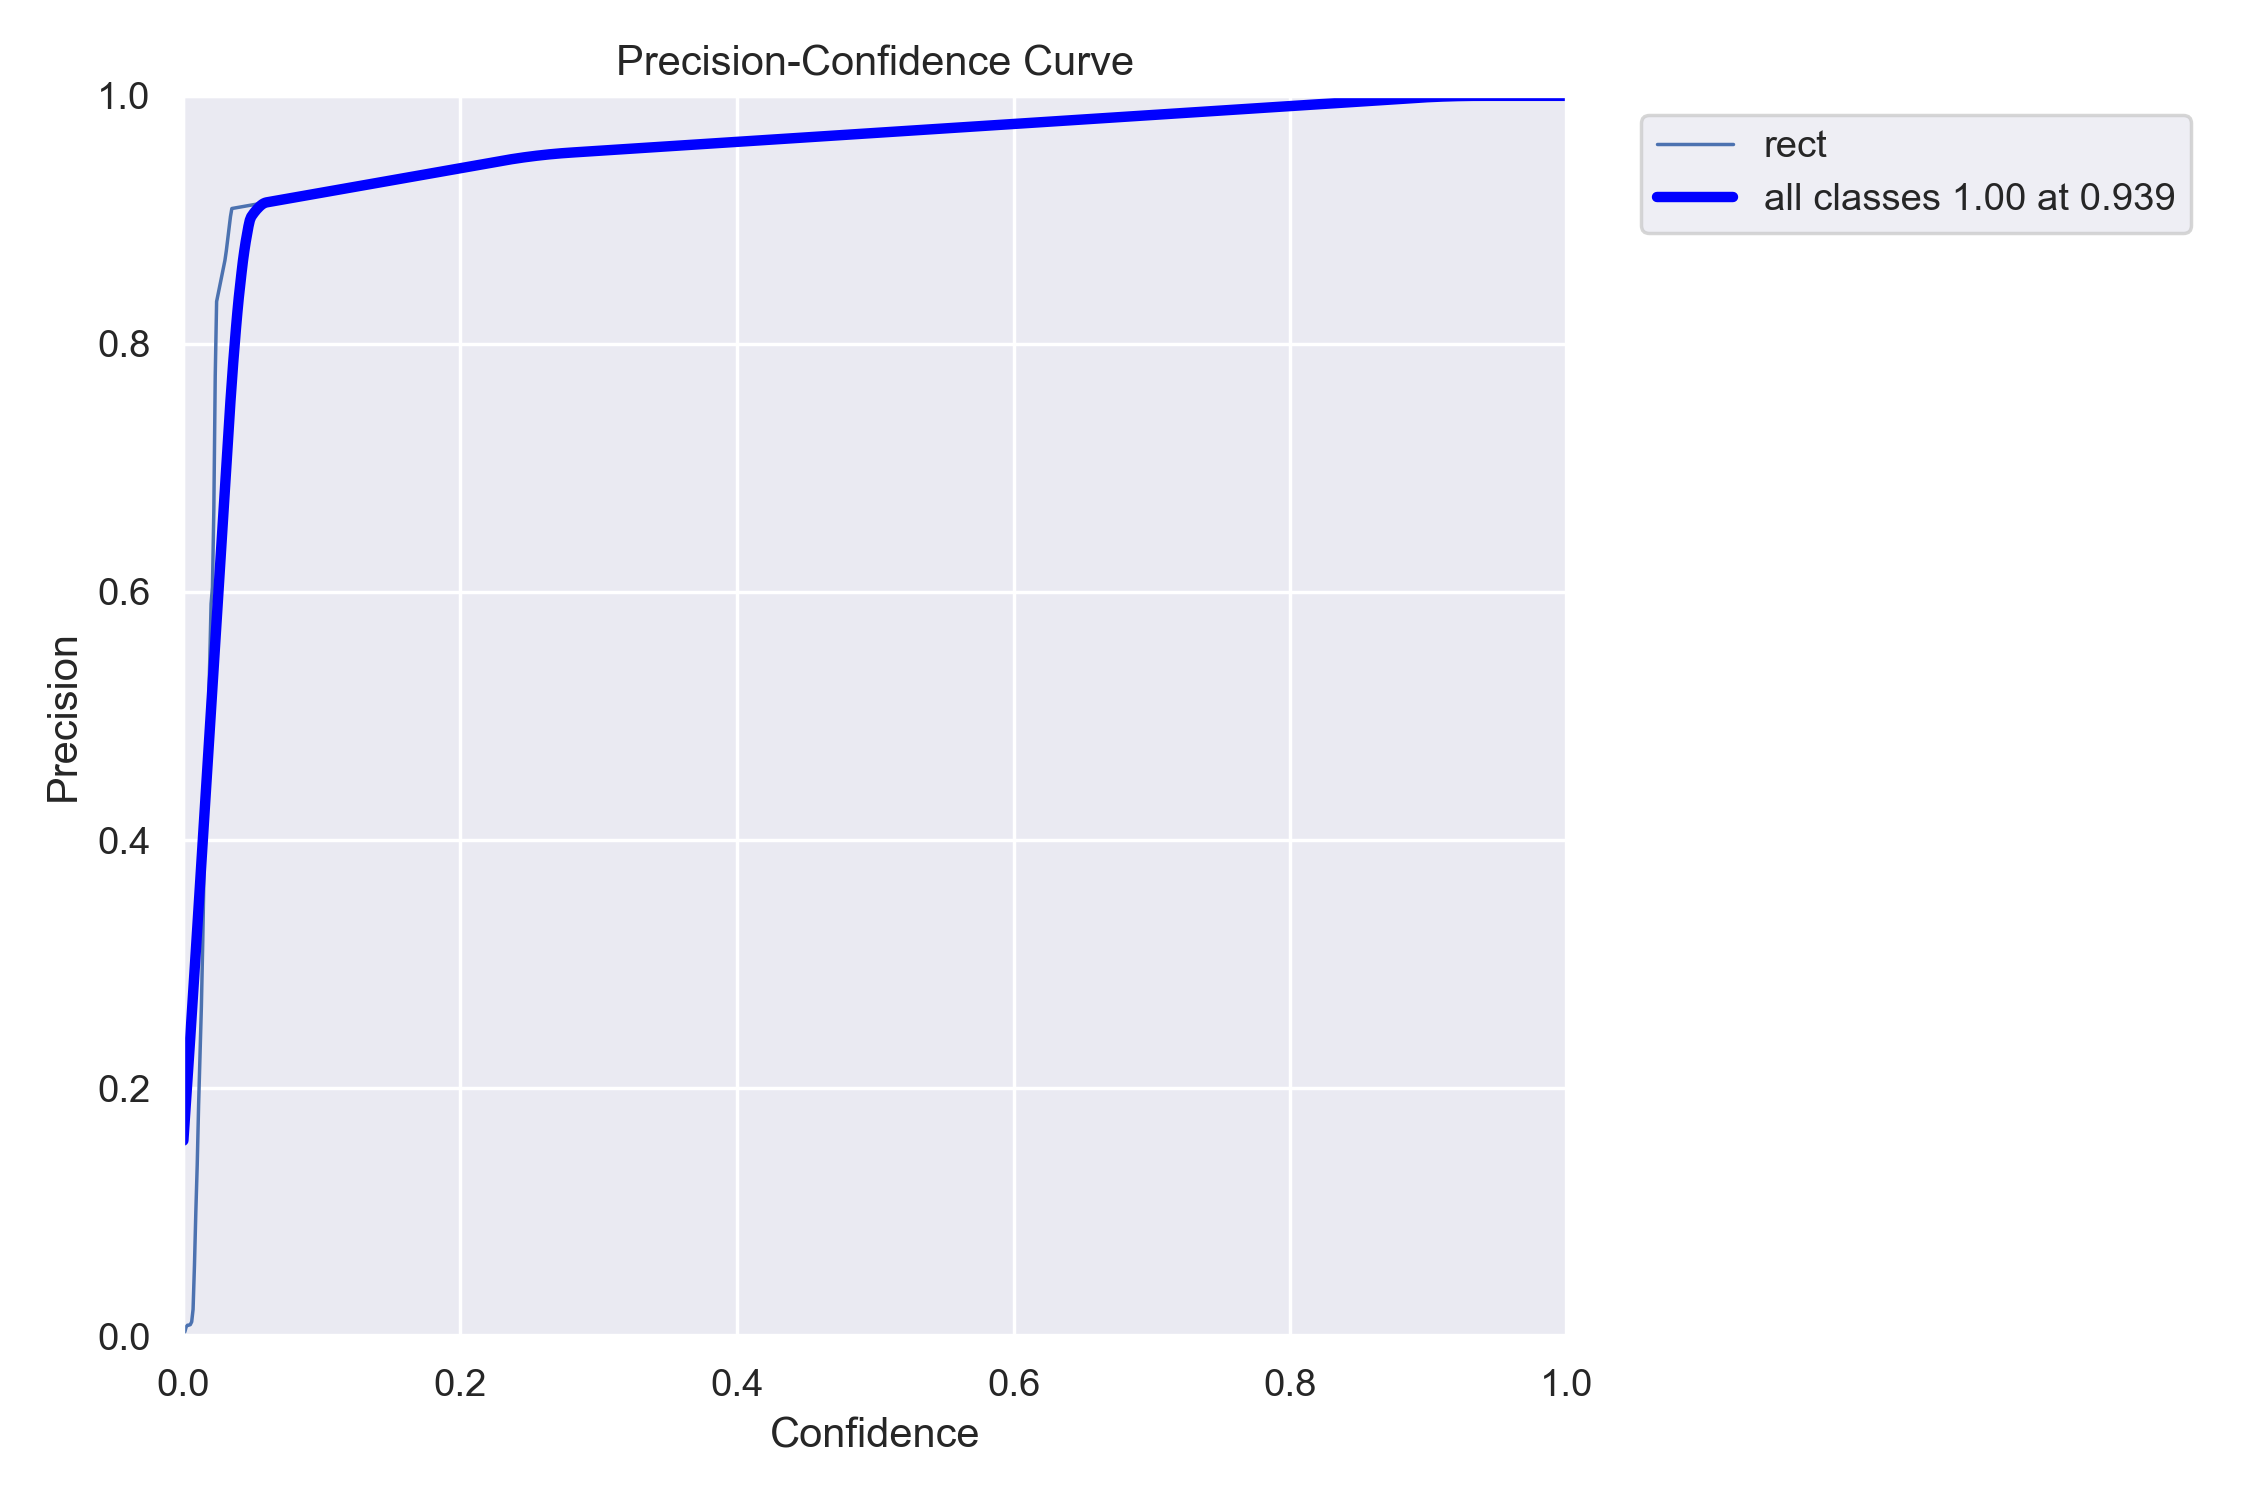 Precision-Confidence Curve
1.0
0.8
0.6
0.4
0.2
0.0
Precision
0.0 0.2 0.4 0.6 0.8 1.0
Confidence
rect
all classes 1.00 at 0.939